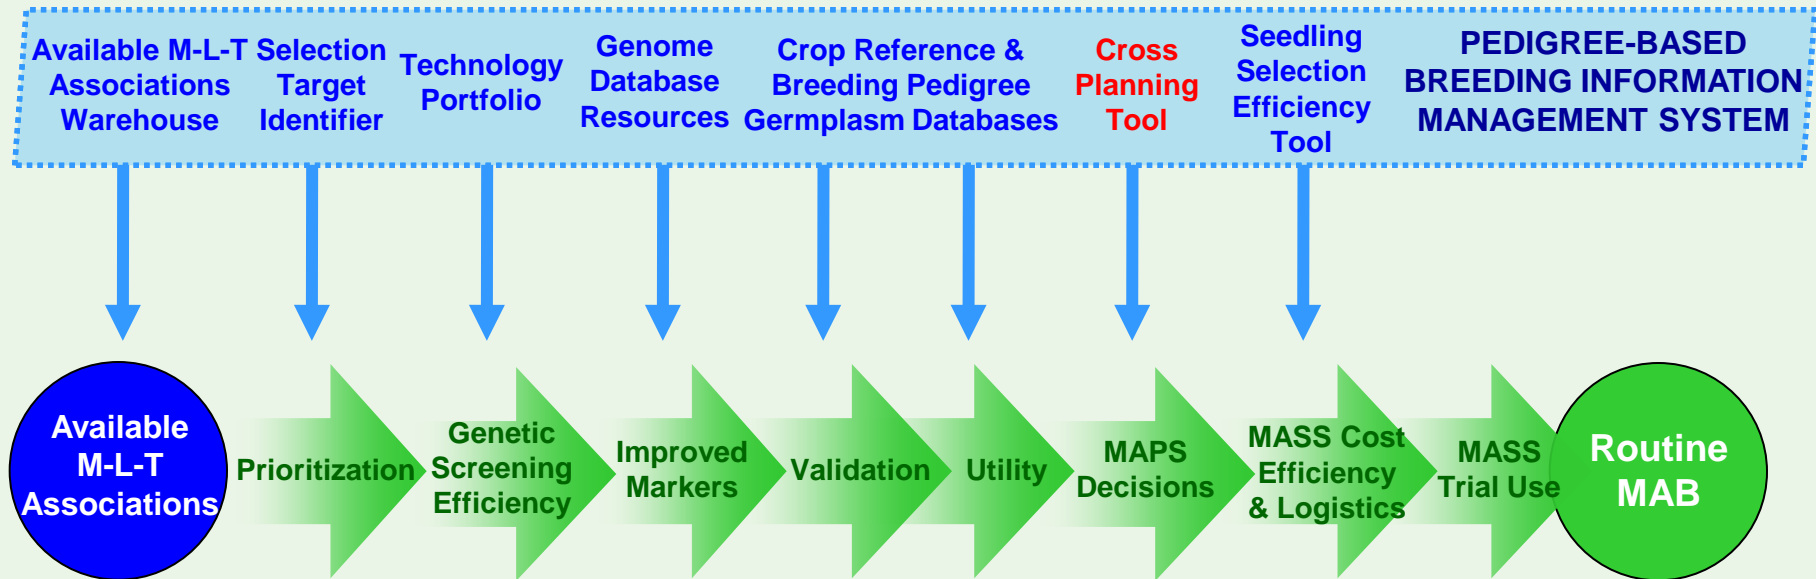 Available M-L-T
Associations
Warehouse
Selection
Target
Identifier
Technology
Portfolio
Genome
Database
Resources
Crop Reference &
Breeding Pedigree
Germplasm Databases
Cross
Planning
Tool
Seedling
Selection
Efficiency
Tool
PEDIGREE-BASED
BREEDING INFORMATION
MANAGEMENT SYSTEM
Available
M-L-T
Associations
Prioritization
Genetic
Screening
Efficiency
Improved
Markers
Validation
Utility
MAPS
Decisions
MASS Cost
Efficiency
& Logistics
MASS
Trial Use
Routine
MAB